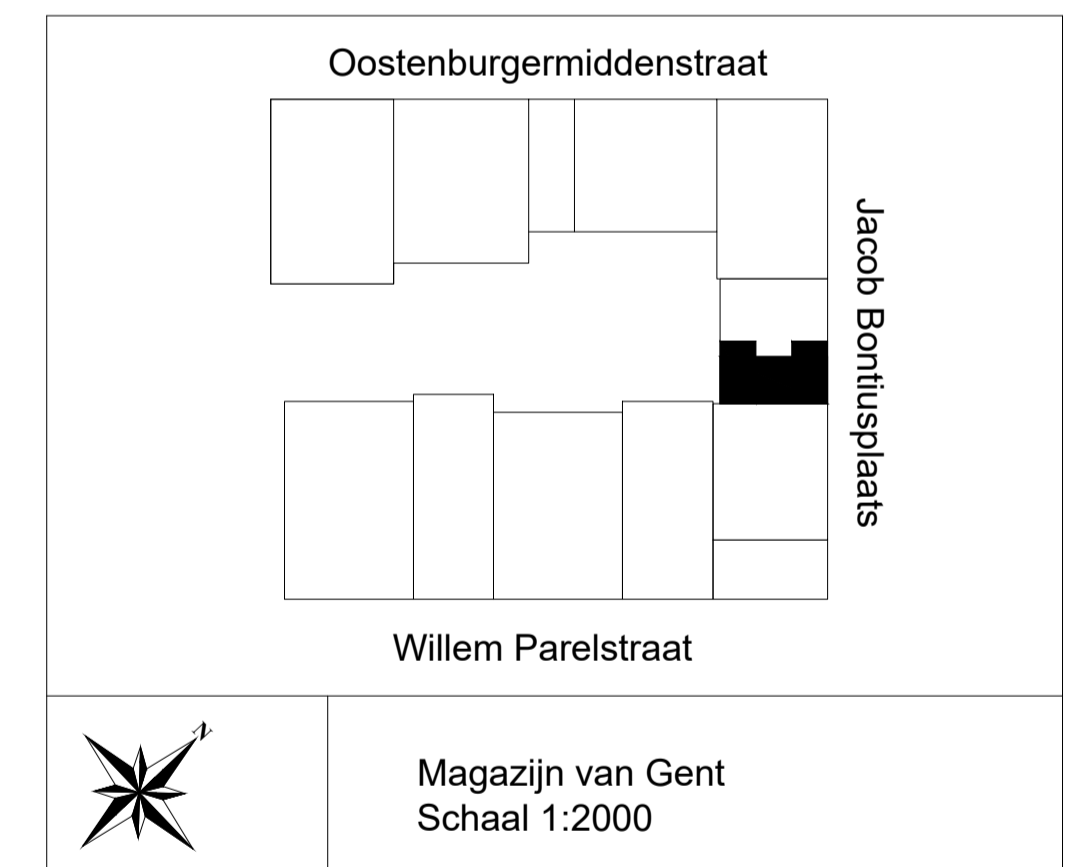 Oostenburgermiddenstraat
Jacob Bontiusplaats
Willem Parelstraat
N
Magazijn van Gent
Schaal 1:2000